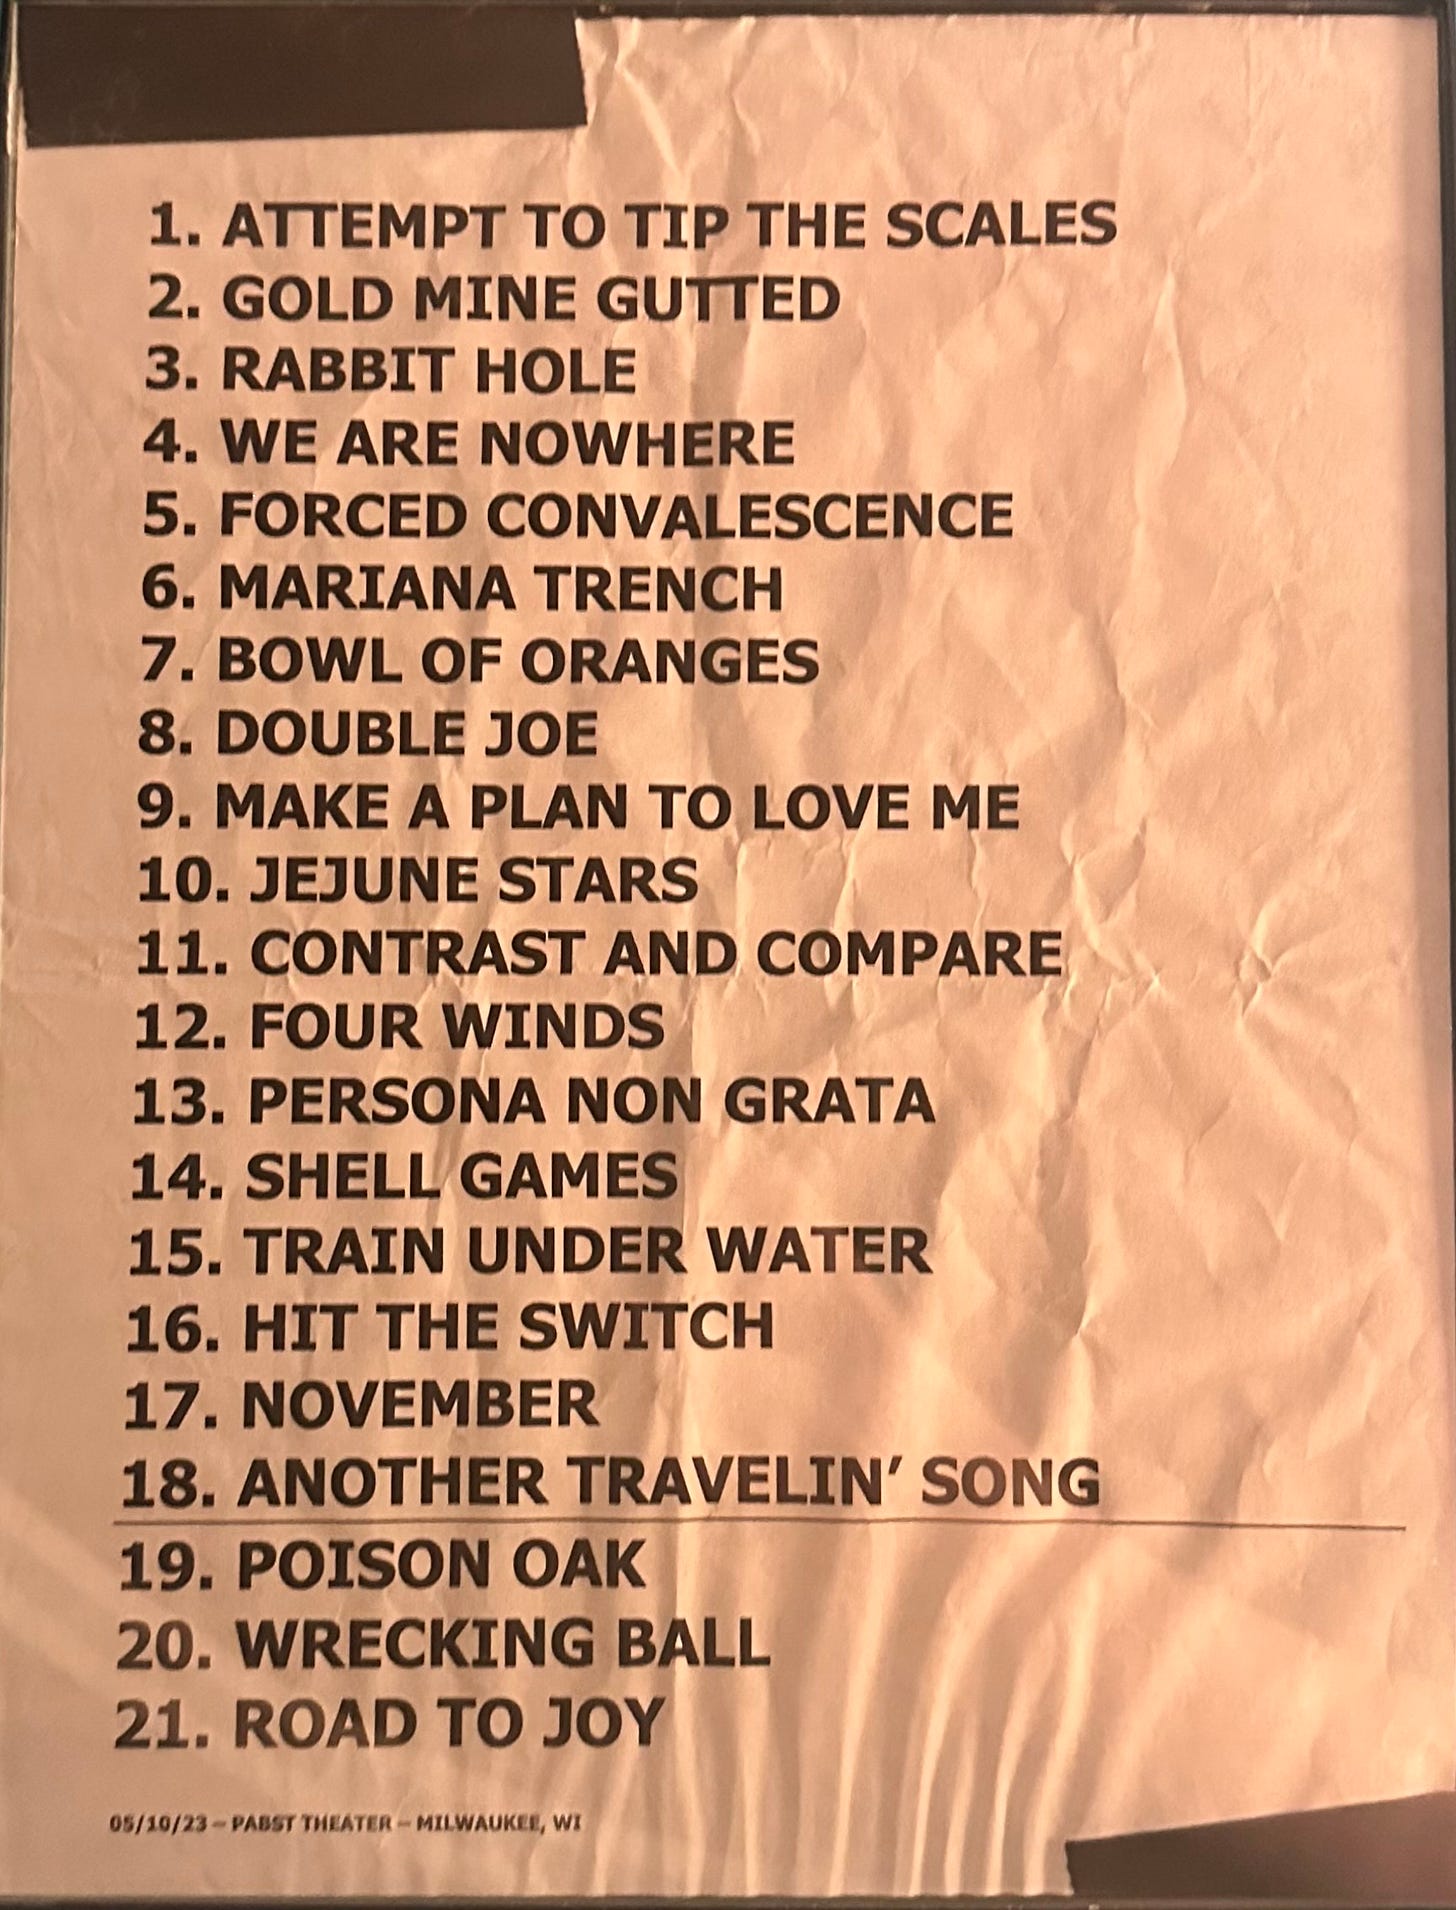 1. ATTEMPT TO TIP THE SCALES
2. GOLD MINE GUTTED
3. RABBIT HOLE
4. WE ARE NOWHERE
5. FORCED CONVALESCENCE
6. MARIANA TRENCH
7. BOWL OF ORANGES
8. DOUBLE JOE
9. MAKE A PLAN TO LOVE ME
10. JEJUNE STARS
11. CONTRAST AND COMPARE
12. FOUR WINDS
13. PERSONA NON GRATA
14. SHELL GAMES
15. TRAIN UNDER WATER
16. HIT THE SWITCH
17. NOVEMBER
18. ANOTHER TRAVELIN’ SONG
19. POISON OAK
20. WRECKING BALL
21. ROAD TO JOY
05/10/23 – PABST THEATER – MILWAUKEE, WI